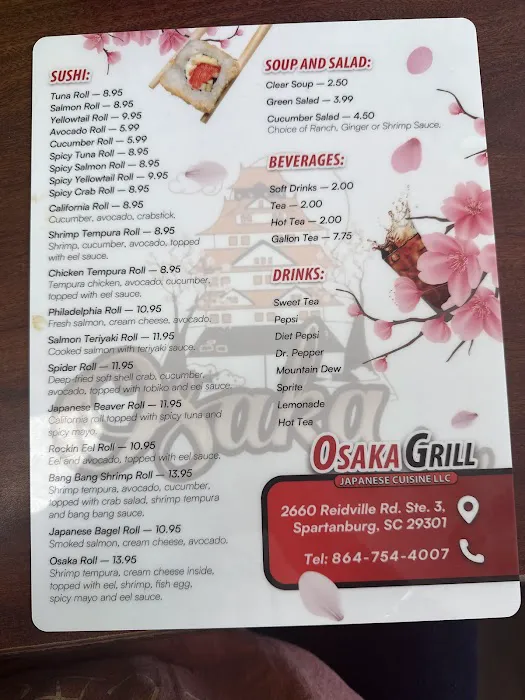 SUSHI:
Tuna Roll — 8.95
Salmon Roll — 8.95
Yellowtail Roll — 9.95
Avocado Roll — 5.99
Cucumber Roll — 5.99
Spicy Tuna Roll — 8.95
Spicy Salmon Roll — 8.95
Spicy Yellowtail Roll — 9.95
Spicy Crab Roll — 8.95
California Roll — 8.95
Cucumber, avocado, crabstick.
Shrimp Tempura Roll — 8.95
Shrimp, cucumber, avocado, topped
with eel sauce.
Chicken Tempura Roll — 8.95
Tempura chicken, avocado, cucumber,
topped with eel sauce.
Philadelphia Roll — 10.95
Fresh salmon, cream cheese, avocado.
Salmon Teriyaki Roll — 11.95
Cooked salmon with teriyaki sauce.
Spider Roll — 11.95
Deep-fried soft shell crab, cucumber,
avocado, topped with tobiko and eel sauce.
Japanese Beaver Roll — 11.95
California roll topped with spicy tuna and
spicy mayo.
Rockin Eel Roll — 10.95
Eel and avocado, topped with eel sauce.
Bang Bang Shrimp Roll — 13.95
Shrimp tempura, avocado, cucumber,
topped with crab salad, shrimp tempura
and bang bang sauce.
Japanese Bagel Roll — 10.95
Smoked salmon, cream cheese, avocado.
Osaka Roll — 13.95
Shrimp tempura, cream cheese inside,
topped with eel, shrimp, fish egg,
spicy mayo and eel sauce.
SOUP AND SALAD:
Clear Soup — 2.50
Green Salad — 3.99
Cucumber Salad — 4.50
Choice of Ranch, Ginger or Shrimp Sauce.
BEVERAGES:
Soft Drinks — 2.00
Tea — 2.00
Hot Tea — 2.00
Gallon Tea — 7.75
DRINKS:
Sweet Tea
Pepsi
Diet Pepsi
Dr. Pepper
Mountain Dew
Sprite
Lemonade
Hot Tea
Osaka
OSAKA GRILL
JAPANESE CUISINE LLC
2660 Reidville Rd. Ste. 3,
Spartanburg, SC 29301
Tel: 864-754-4007